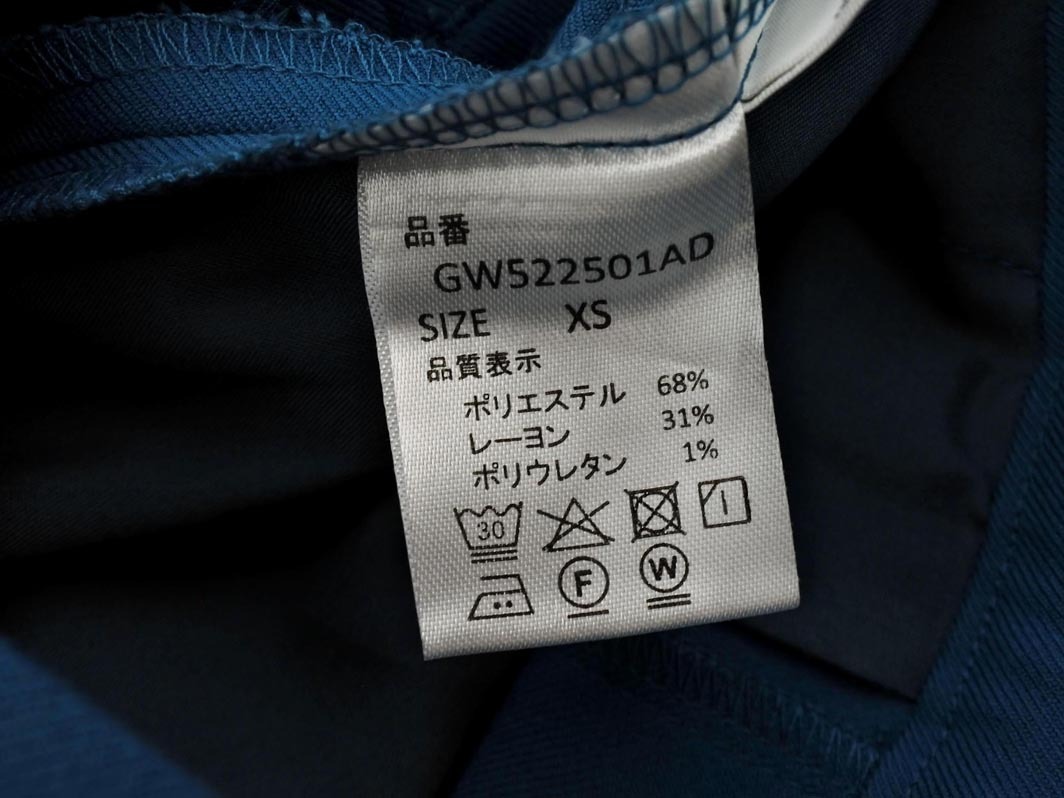 品番
GW522501AD
SIZE XS
品質表示
ポリエステル 68%
レーヨン 31%
ポリウレタン 1%
30
F W